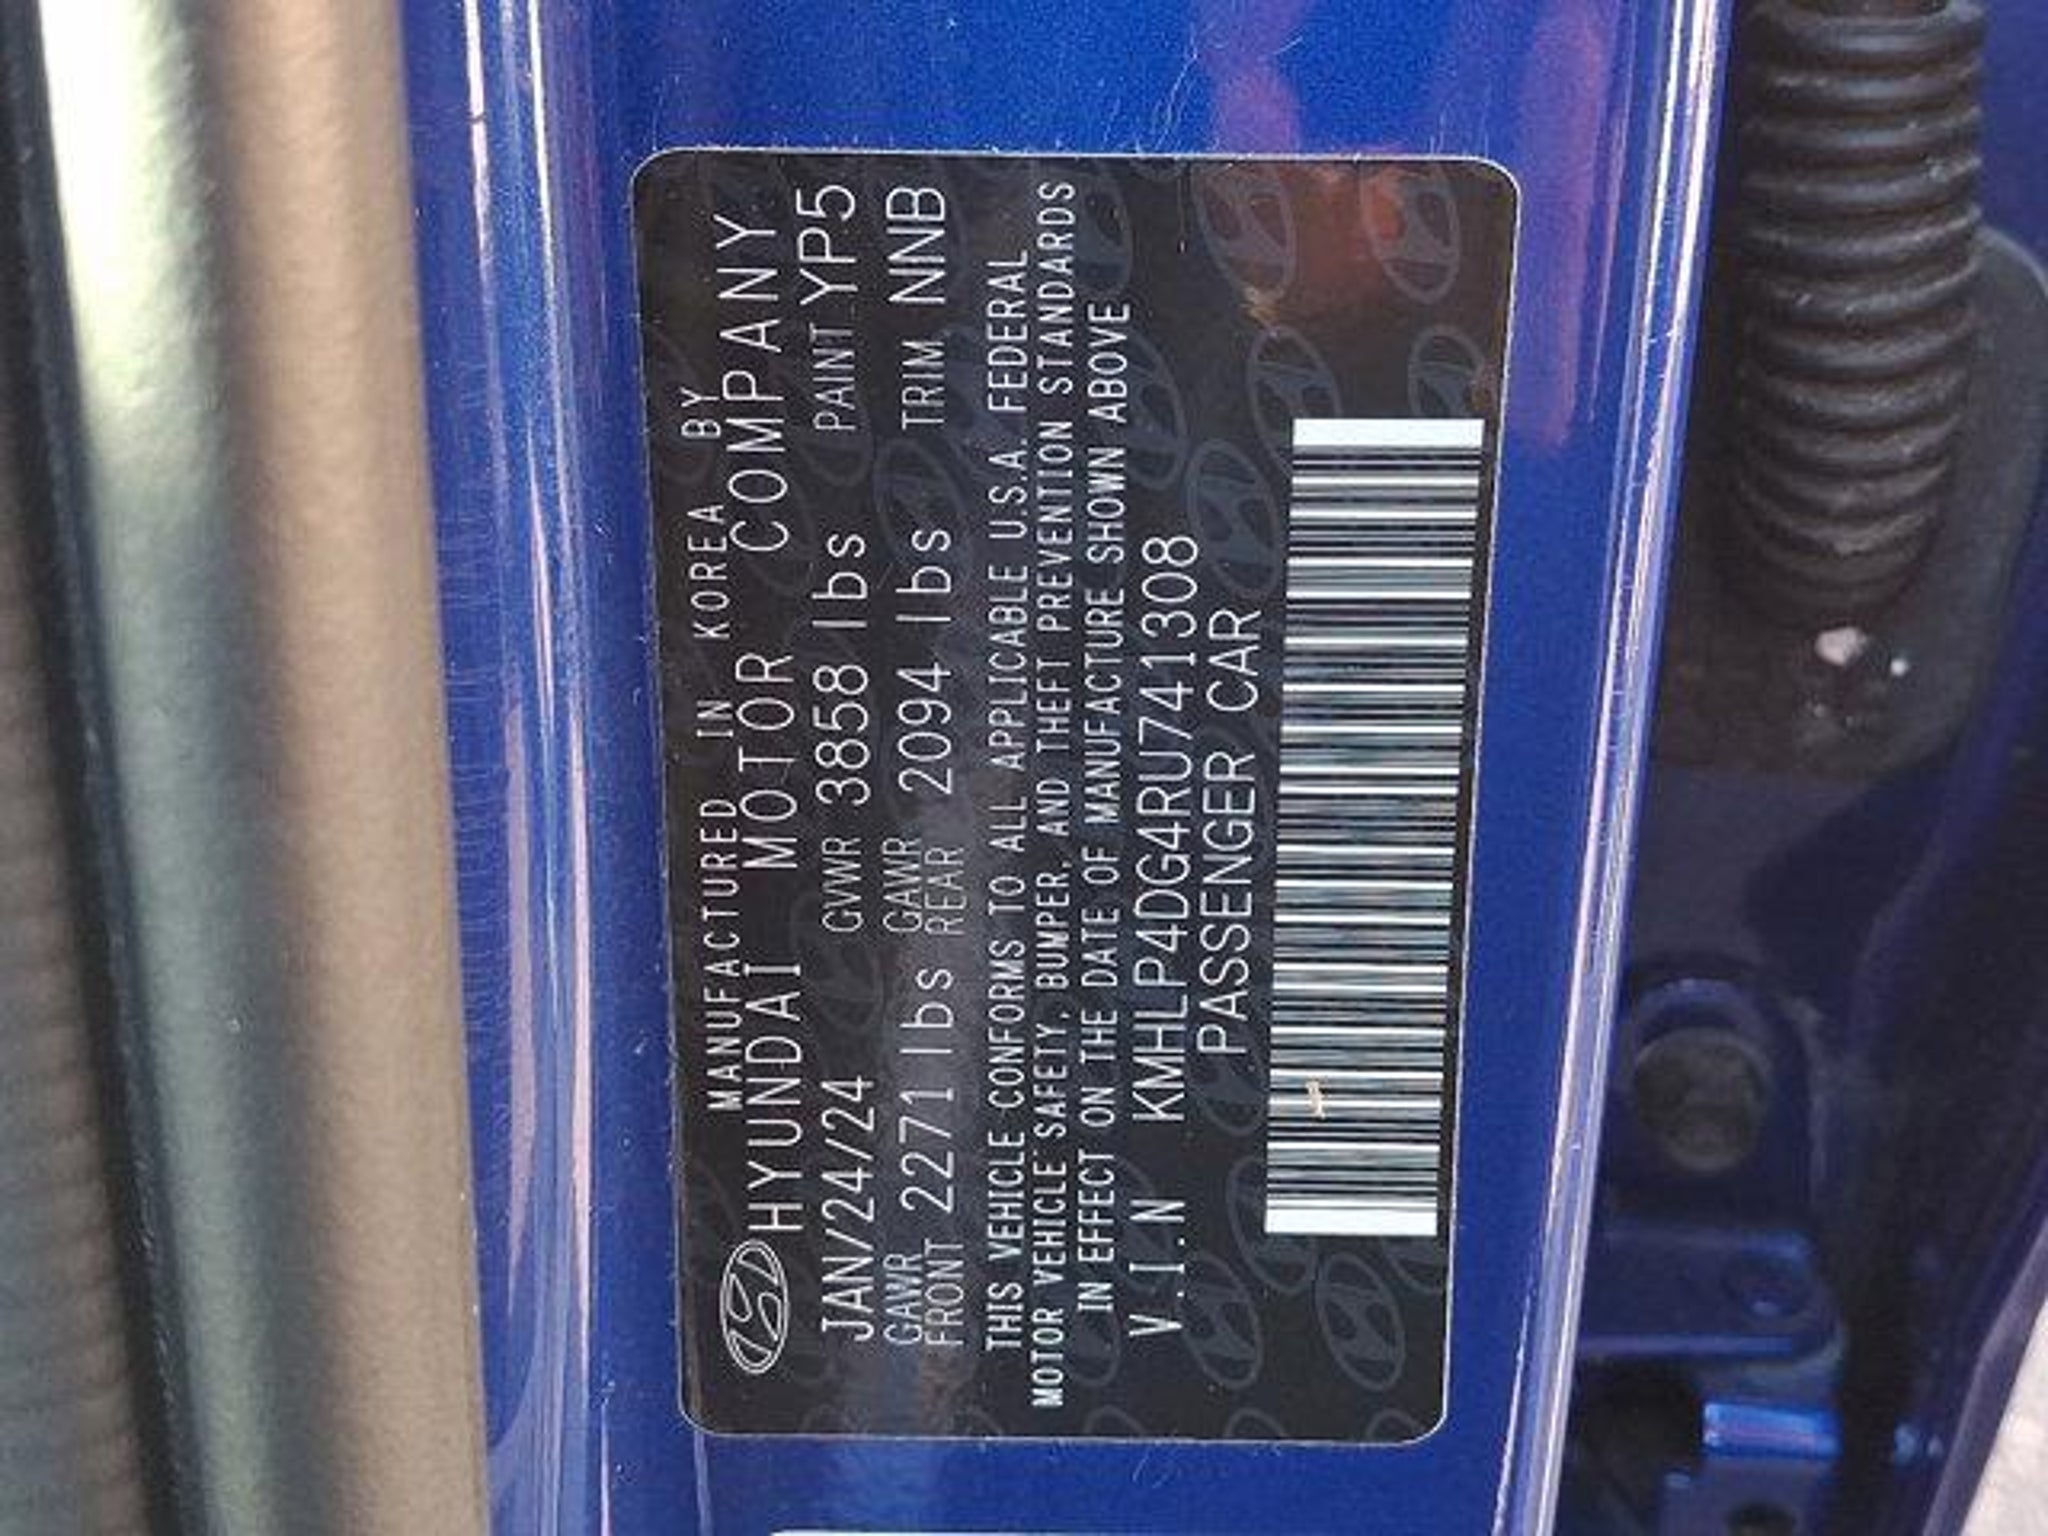 MANUFACTURED IN KOREA BY
HYUNDAI MOTOR COMPANY
JAN/24/24 GVWR 3858 lbs PAINT YP5
GAWR FRONT 2271 lbs GAWR REAR 2094 lbs TRIM NNB
THIS VEHICLE CONFORMS TO ALL APPLICABLE U.S.A. FEDERAL
MOTOR VEHICLE SAFETY, BUMPER, AND THEFT PREVENTION STANDARDS
IN EFFECT ON THE DATE OF MANUFACTURE SHOWN ABOVE
V.I.N KMHLP4DG4RU741308
PASSENGER CAR